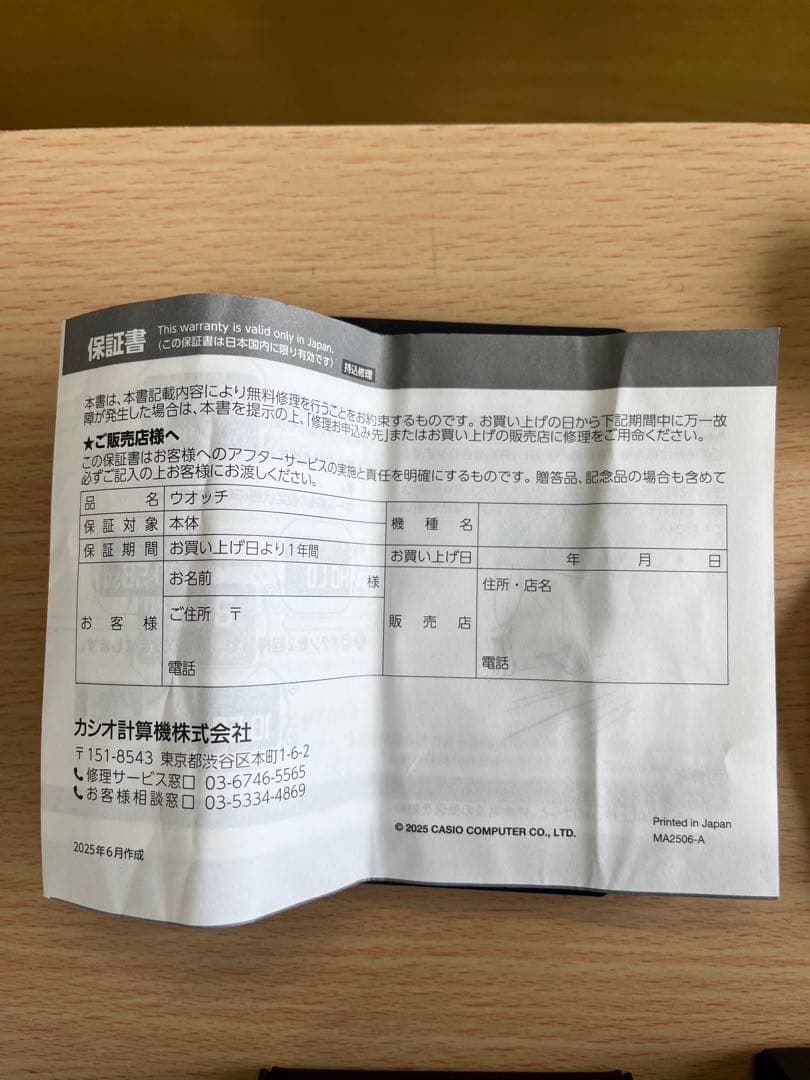 保証書 This warranty is valid only in Japan.
(この保証書は日本国内に限り有効です) 持込修理
本書は、本書記載内容により無料修理を行うことをお約束するものです。お買い上げの日から下記期間中に万一故
障が発生した場合は、本書を提示の上、「修理お申込み先」またはお買い上げの販売店に修理をご用命ください。
★ご販売店様へ
この保証書はお客様へのアフターサービスの実施と責任を明確にするものです。贈答品、記念品の場合も含めて
必ずご記入の上お客様にお渡しください。
品名 ウオッチ
保証対象 本体 機種名
保証期間 お買い上げ日より1年間 お買い上げ日 年 月 日
お客様 お名前 様 販売店 住所・店名
ご住所 〒
電話 電話
カシオ計算機株式会社
〒151-8543 東京都渋谷区本町1-6-2
修理サービス窓口 03-6746-5565
お客様相談窓口 03-5334-4869
© 2025 CASIO COMPUTER CO., LTD.
Printed in Japan
MA2506-A
2025年6月作成